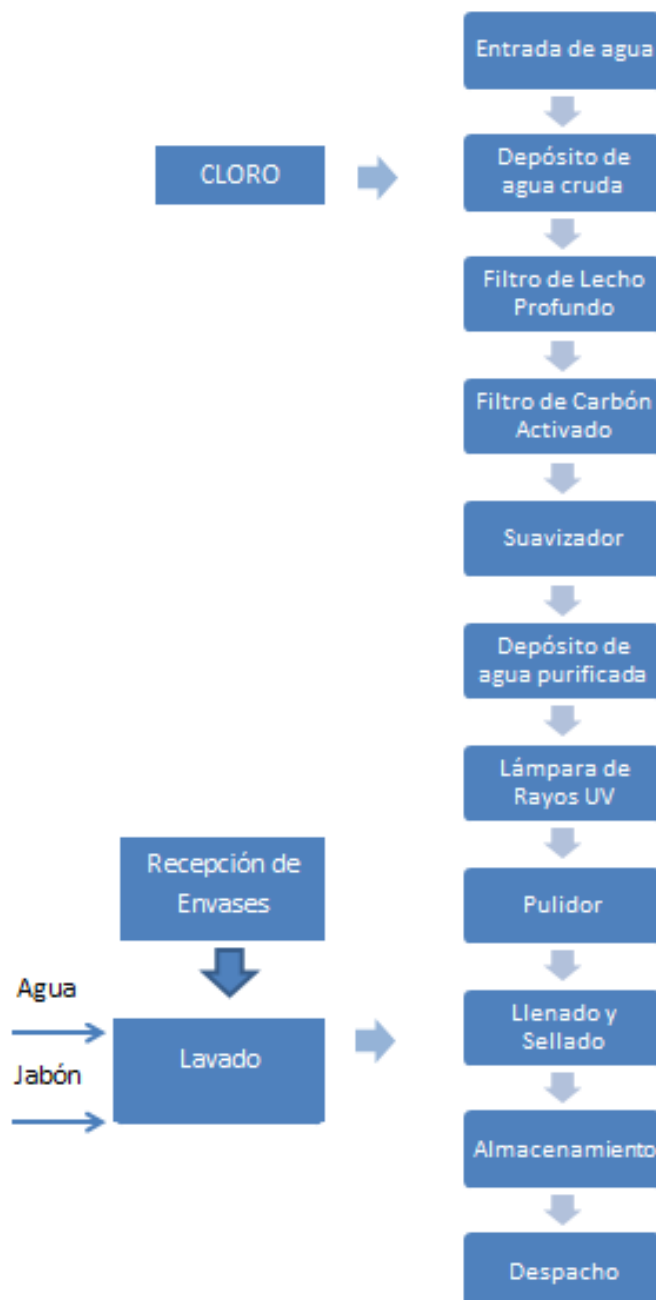 Entrada de agua
CLORO
Depósito de
agua cruda
Filtro de Lecho
Profundo
Filtro de Carbón
Activado
Suavizador
Depósito de
agua purificada
Lámpara de
Rayos UV
Recepción de
Envases
Pulidor
Agua
Jabón
Lavado
Llenado y
Sellado
Almacenamiento
Despacho